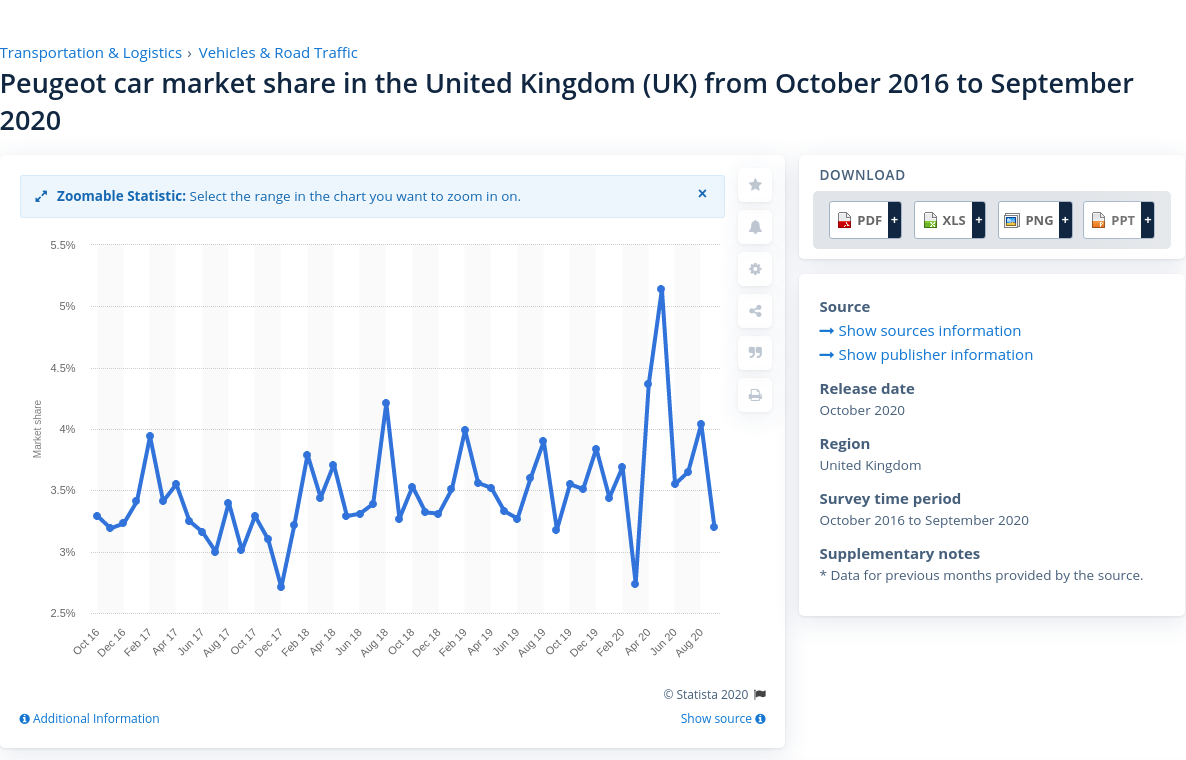 Transportation & Logistics › Vehicles & Road Traffic
Peugeot car market share in the United Kingdom (UK) from October 2016 to September
2020
Zoomable Statistic: Select the range in the chart you want to zoom in on.
×
5.5%
5%
4.5%
4%
3.5%
3%
2.5%
Market share
Oct 16
Dec 16
Feb 17
Apr 17
Jun 17
Aug 17
Oct 17
Dec 17
Feb 18
Apr 18
Jun 18
Aug 18
Oct 18
Dec 18
Feb 19
Apr 19
Jun 19
Aug 19
Oct 19
Dec 19
Feb 20
Apr 20
Jun 20
Aug 20
© Statista 2020
Additional Information
Show source
DOWNLOAD
PDF + XLS + PNG + PPT +
Source
Show sources information
Show publisher information
Release date
October 2020
Region
United Kingdom
Survey time period
October 2016 to September 2020
Supplementary notes
* Data for previous months provided by the source.